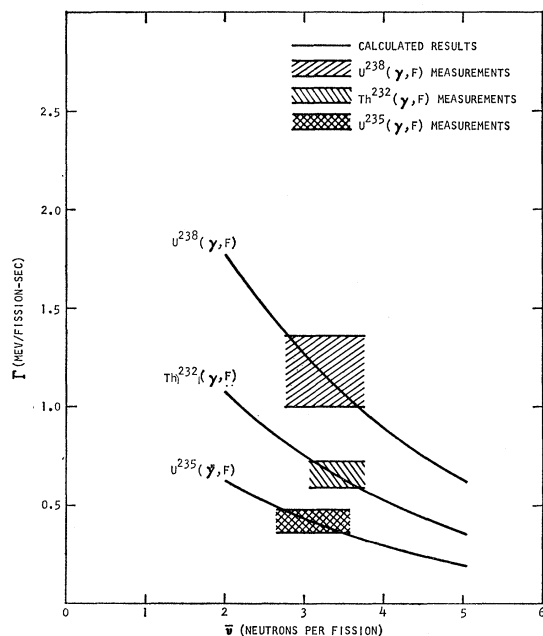 CALCULATED RESULTS
U²³⁸(γ,F) MEASUREMENTS
Th²³²(γ,F) MEASUREMENTS
U²³⁵(γ,F) MEASUREMENTS
2.5
2.0
U²³⁸(γ,F)
1.5
Γ (MEV/FISSION-SEC)
Th²³²(γ,F)
1.0
U²³⁵(γ,F)
0.5
0
0 1 2 3 4 5
ν̄ (NEUTRONS PER FISSION)